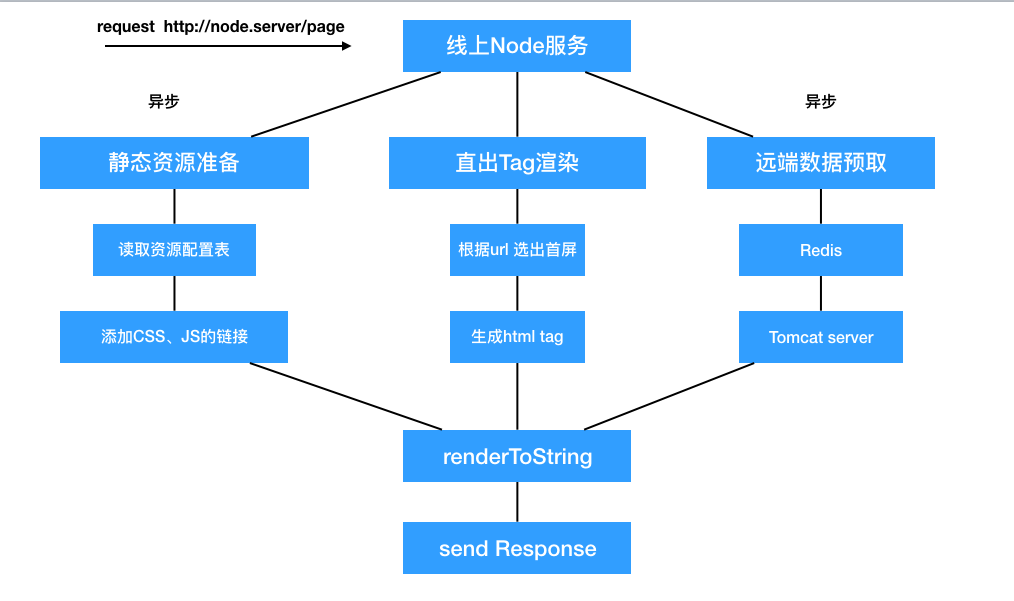 request  http://node.server/page
线上Node服务
异步
异步
静态资源准备
直出Tag渲染
远端数据预取
读取资源配置表
根据url 选出首屏
Redis
添加CSS、JS的链接
生成html tag
Tomcat server
renderToString
send Response